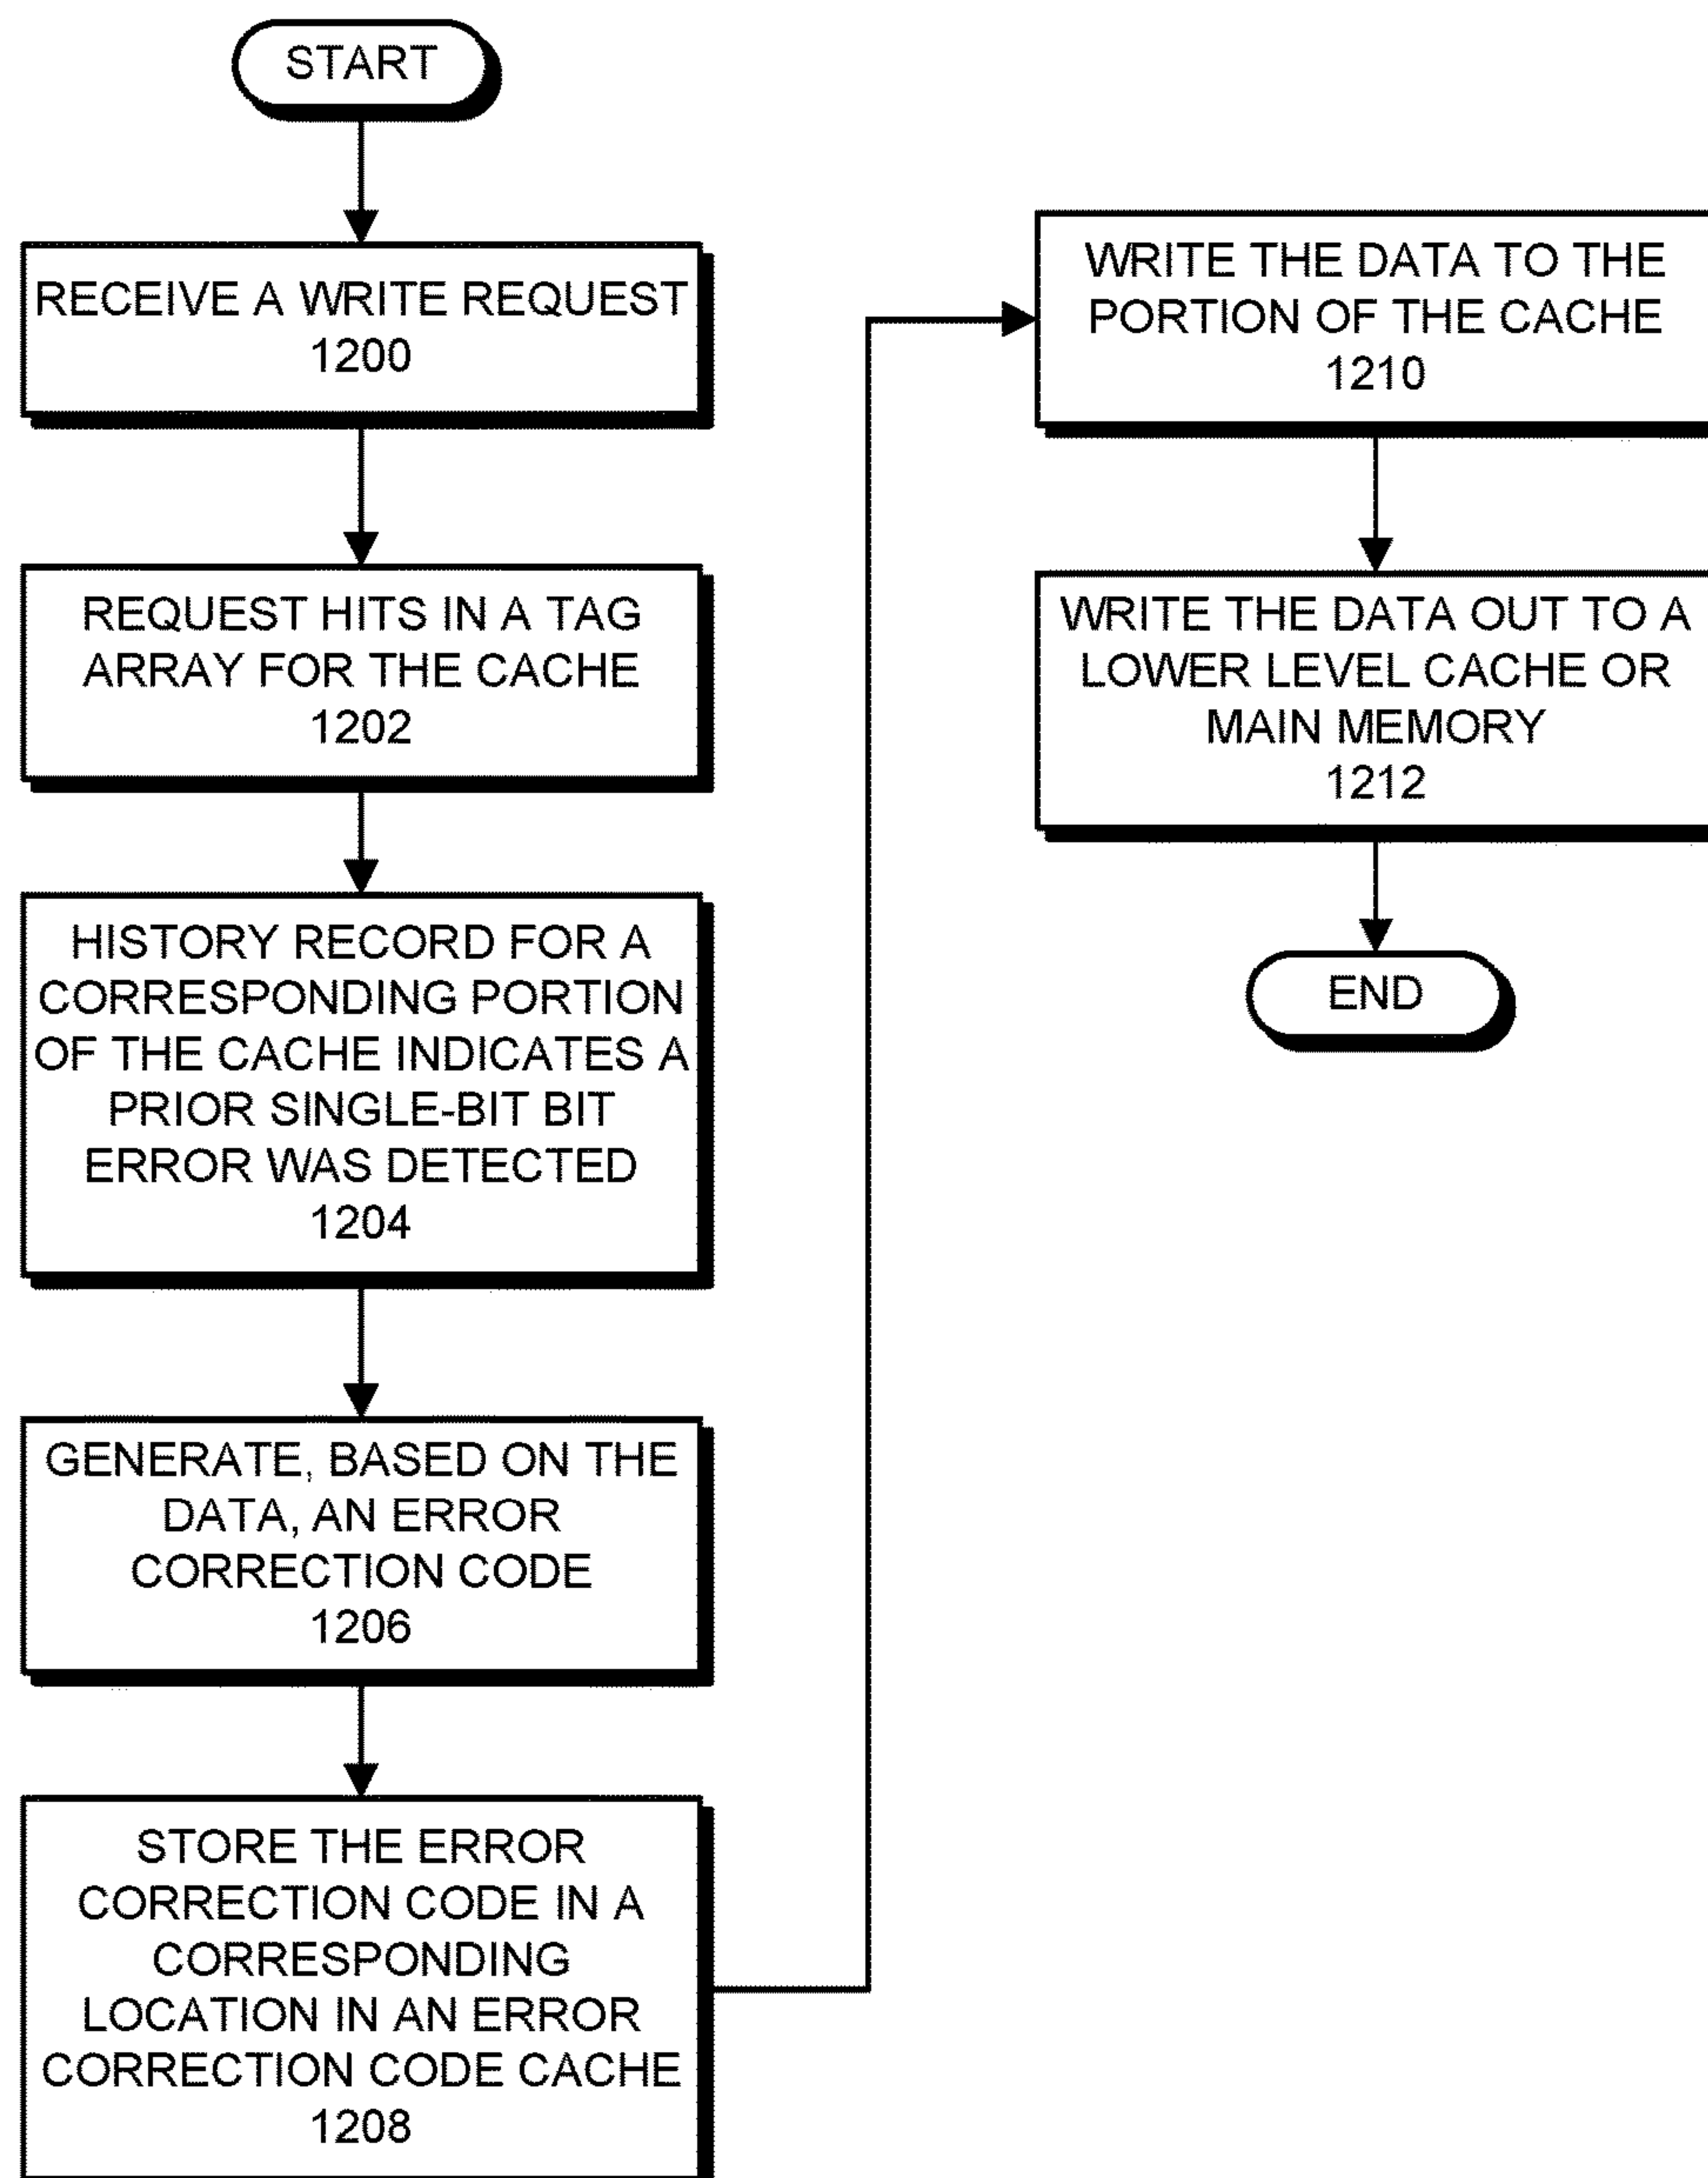 START
RECEIVE A WRITE REQUEST
1200
REQUEST HITS IN A TAG
ARRAY FOR THE CACHE
1202
HISTORY RECORD FOR A
CORRESPONDING PORTION
OF THE CACHE INDICATES A
PRIOR SINGLE-BIT BIT
ERROR WAS DETECTED
1204
GENERATE, BASED ON THE
DATA, AN ERROR
CORRECTION CODE
1206
STORE THE ERROR
CORRECTION CODE IN A
CORRESPONDING
LOCATION IN AN ERROR
CORRECTION CODE CACHE
1208
WRITE THE DATA TO THE
PORTION OF THE CACHE
1210
WRITE THE DATA OUT TO A
LOWER LEVEL CACHE OR
MAIN MEMORY
1212
END